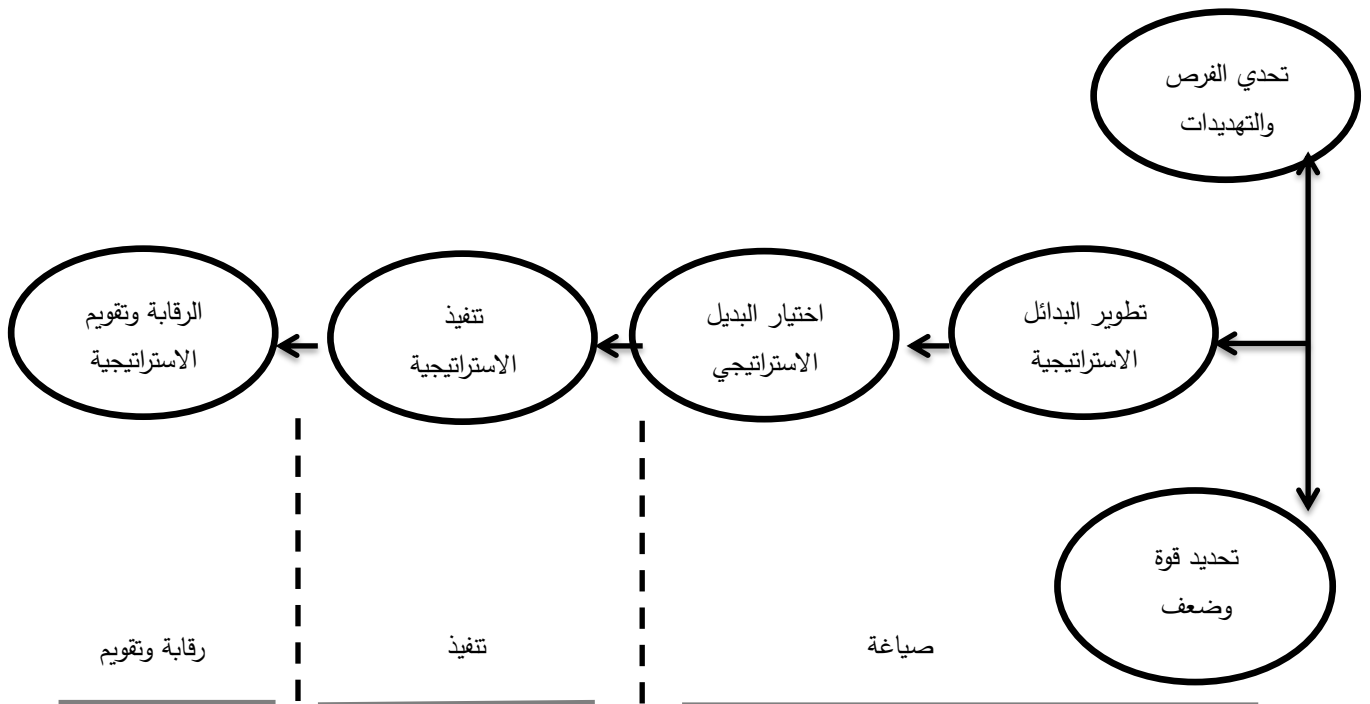 تحدي الفرص
والتهديدات
تطوير البدائل
الاستراتيجية
اختيار البديل
الاستراتيجي
تنفيذ
الاستراتيجية
الرقابة وتقويم
الاستراتيجية
تحديد قوة
وضعف
صياغة
تنفيذ
رقابة وتقويم